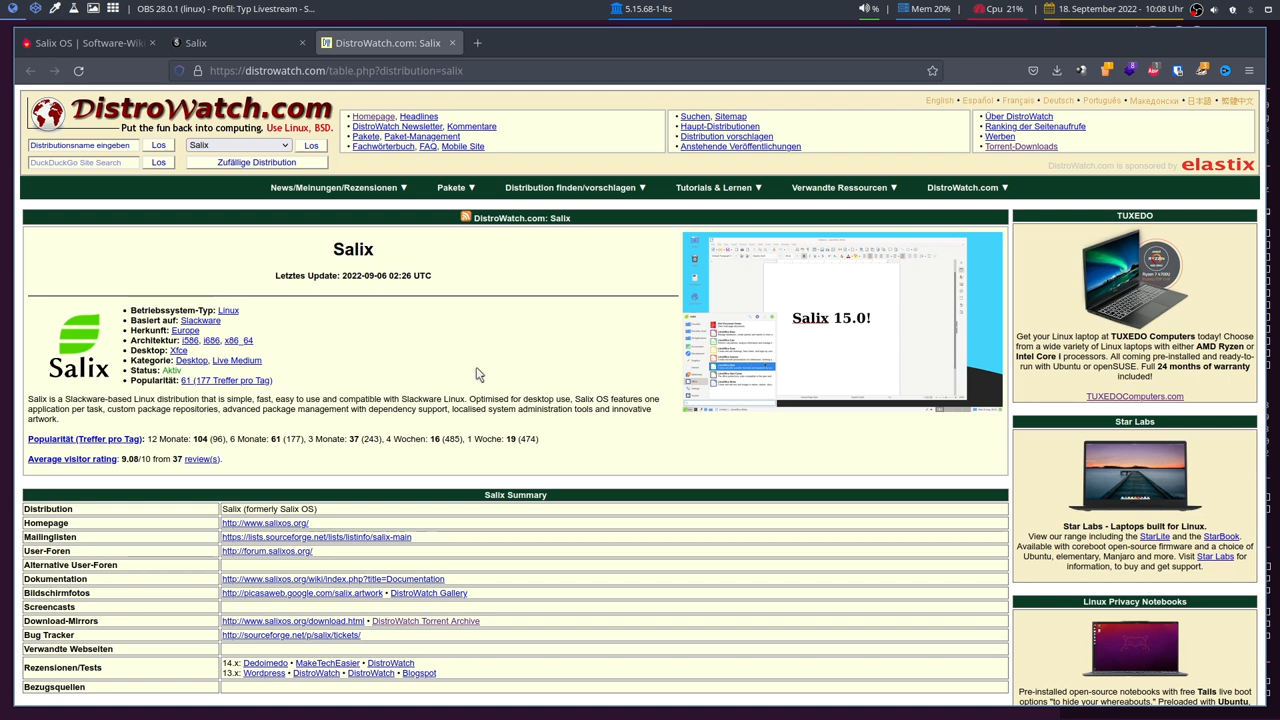 OBS 28.0.1 (linux) - Profil: Typ Livestream - S...
5.15.68-1-lts
%
Mem 20%
Cpu 21%
18. September 2022 - 10:08 Uhr
Salix OS | Software-Wik
Salix
DistroWatch.com: Salix
https://distrowatch.com/table.php?distribution=salix
English • Español • Français • Deutsch • Português • Македонски • 日本語 • 繁體中文
DistroWatch.com
Put the fun back into computing. Use Linux, BSD.
Distributionsname eingeben Los Salix Los
DuckDuckGo Site Search Los Zufällige Distribution
• Homepage, Headlines
• DistroWatch Newsletter, Kommentare
• Pakete, Paket-Management
• Fachwörterbuch, FAQ, Mobile Site
• Suchen, Sitemap
• Haupt-Distributionen
• Distribution vorschlagen
• Anstehende Veröffentlichungen
• Über DistroWatch
• Ranking der Seitenaufrufe
• Werben
• Torrent-Downloads
DistroWatch.com is sponsored by elastix
News/Meinungen/Rezensionen ▼ Pakete ▼ Distribution finden/vorschlagen ▼ Tutorials & Lernen ▼ Verwandte Ressourcen ▼ DistroWatch.com ▼
DistroWatch.com: Salix
Salix
Letztes Update: 2022-09-06 02:26 UTC
Salix
• Betriebssystem-Typ: Linux
• Basiert auf: Slackware
• Herkunft: Europe
• Architektur: i586, i686, x86_64
• Desktop: Xfce
• Kategorie: Desktop, Live Medium
• Status: Aktiv
• Popularität: 61 (177 Treffer pro Tag)
Salix 15.0!
Salix is a Slackware-based Linux distribution that is simple, fast, easy to use and compatible with Slackware Linux. Optimised for desktop use, Salix OS features one
application per task, custom package repositories, advanced package management with dependency support, localised system administration tools and innovative
artwork.
Popularität (Treffer pro Tag): 12 Monate: 104 (96), 6 Monate: 61 (177), 3 Monate: 37 (243), 4 Wochen: 16 (485), 1 Woche: 19 (474)
Average visitor rating: 9.08/10 from 37 review(s).
Salix Summary
Distribution Salix (formerly Salix OS)
Homepage http://www.salixos.org/
Mailinglisten https://lists.sourceforge.net/lists/listinfo/salix-main
User-Foren http://forum.salixos.org/
Alternative User-Foren
Dokumentation http://www.salixos.org/wiki/index.php?title=Documentation
Bildschirmfotos http://picasaweb.google.com/salix.artwork • DistroWatch Gallery
Screencasts
Download-Mirrors http://www.salixos.org/download.html • DistroWatch Torrent Archive
Bug Tracker http://sourceforge.net/p/salix/tickets/
Verwandte Webseiten
Rezensionen/Tests
14.x: Dedoimedo • MakeTechEasier • DistroWatch
13.x: Wordpress • DistroWatch • DistroWatch • Blogspot
Bezugsquellen
TUXEDO
Get your Linux laptop at TUXEDO Computers today! Choose
from a wide variety of Linux laptops with either AMD Ryzen or
Intel Core i processors. All coming pre-installed and ready-to-
run with Ubuntu or openSUSE. Full 24 months of warranty
included!
TUXEDOComputers.com
Star Labs
Star Labs - Laptops built for Linux.
View our range including the StarLite and the StarBook.
Available with coreboot open-source firmware and a choice of
Ubuntu, elementary, Manjaro and more. Visit Star Labs for
information, to buy and get support.
Linux Privacy Notebooks
Pre-installed open-source notebooks with free Tails live boot
options "to hide your whereabouts." Preloaded with Ubuntu,